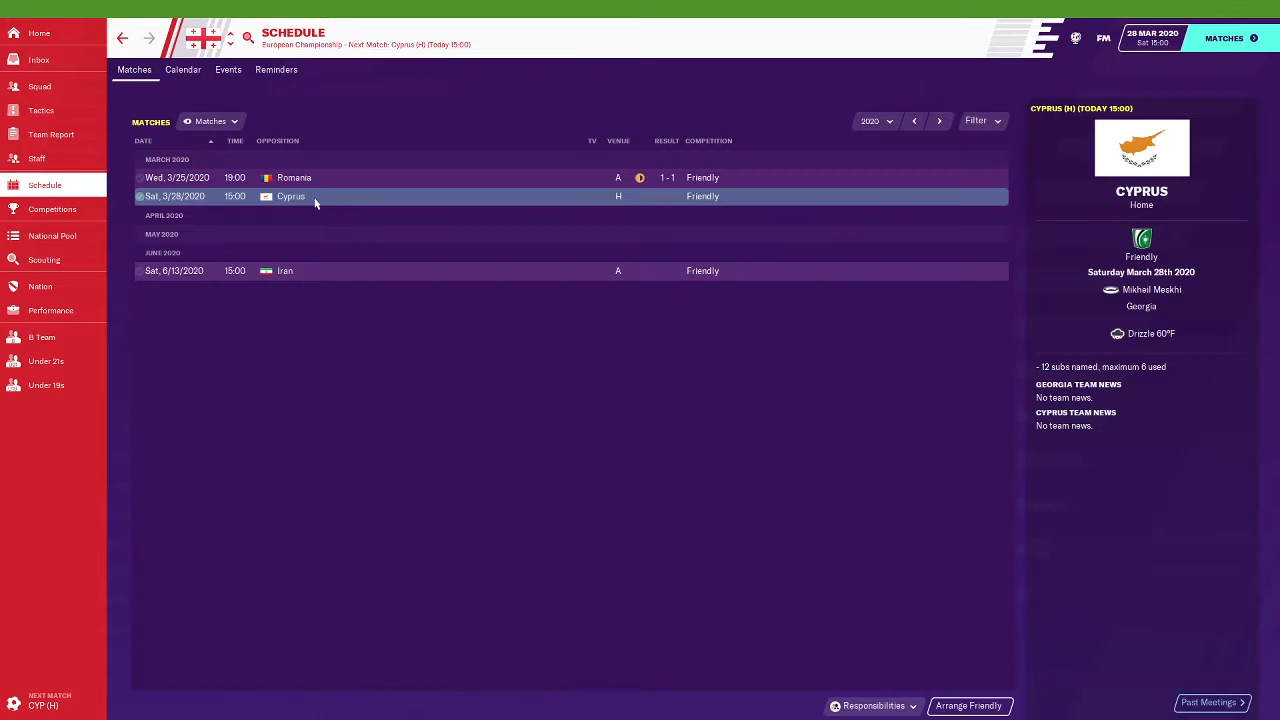 Home
Inbox
Squad
Tactics
Team Report
Staff
Schedule
Competitions
National Pool
Scouting
Nation
Performance
B Team
Under 21s
Under 19s
NEXT MATCH
CYP (H)
SCHEDULE
European Championship - Next Match: Cyprus (H) (Today 15:00)
FM
28 MAR 2020
Sat 15:00
MATCHES
Matches Calendar Events Reminders
MATCHES Matches 2020 Filter
DATE TIME OPPOSITION TV VENUE RESULT COMPETITION
MARCH 2020
Wed, 3/25/2020 19:00 Romania A 1 - 1 Friendly
Sat, 3/28/2020 15:00 Cyprus H Friendly
APRIL 2020
MAY 2020
JUNE 2020
Sat, 6/13/2020 15:00 Iran A Friendly
Responsibilities Arrange Friendly
CYPRUS (H) (TODAY 15:00)
CYPRUS
Home
Friendly
Saturday March 28th 2020
Mikheil Meskhi
Georgia
Drizzle 60°F
- 12 subs named, maximum 6 used
GEORGIA TEAM NEWS
No team news.
CYPRUS TEAM NEWS
No team news.
Past Meetings